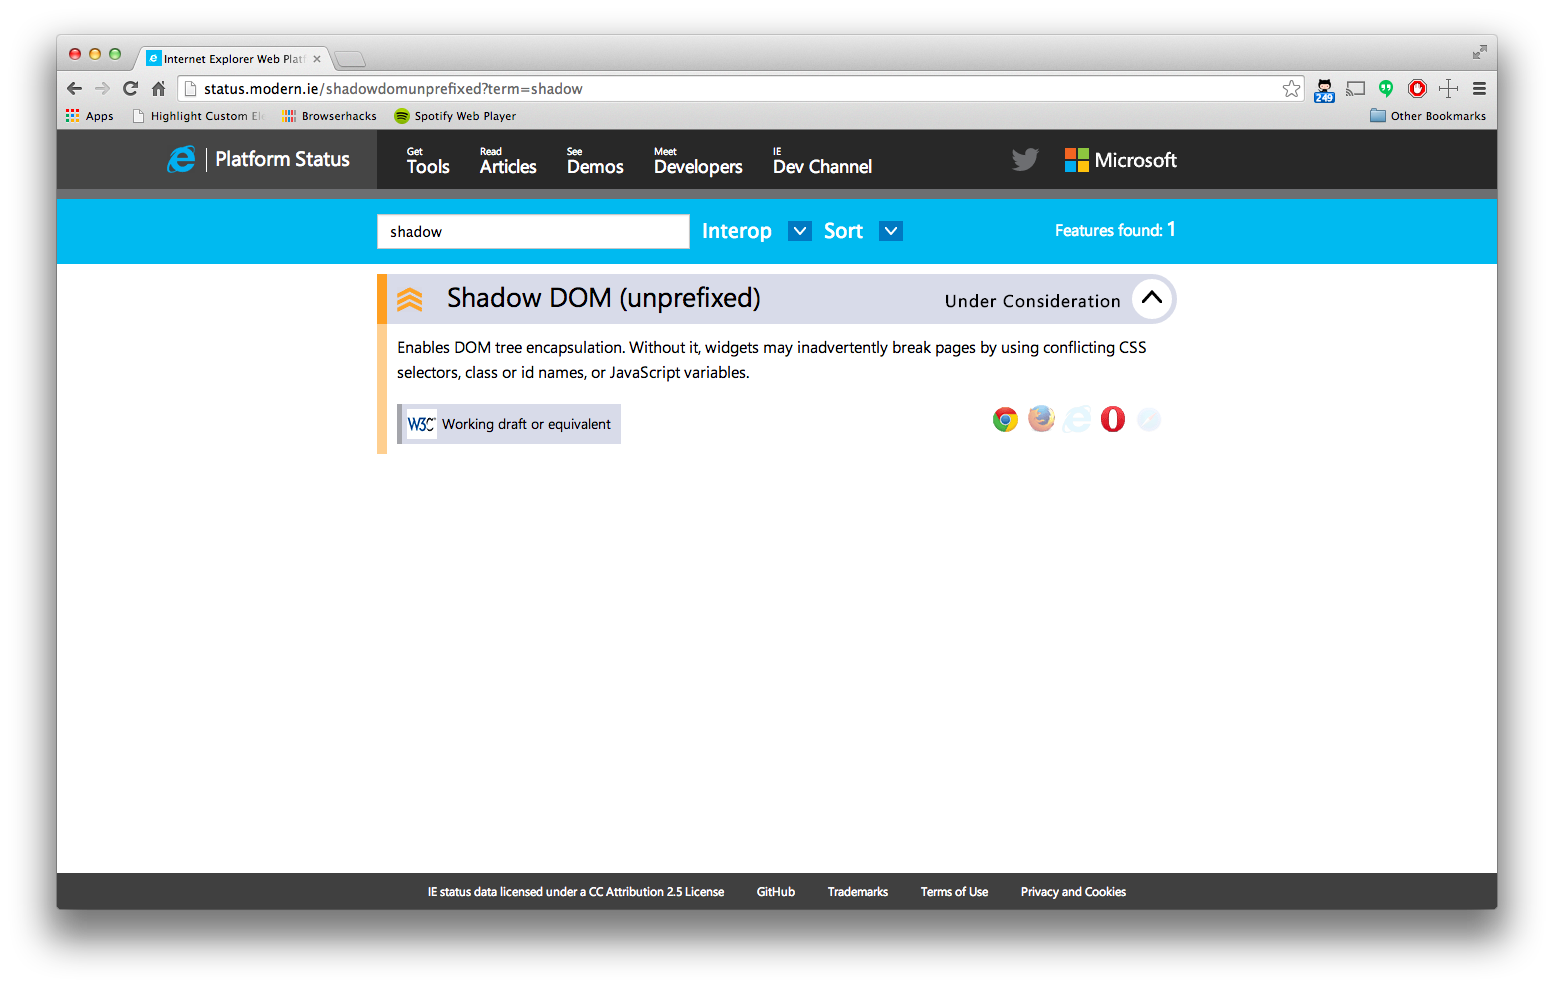 Internet Explorer Web Plat
status.modern.ie/shadowdomunprefixed?term=shadow
249
Apps
Highlight Custom El
Browserhacks
Spotify Web Player
Other Bookmarks
Platform Status
Get
Tools
Read
Articles
See
Demos
Meet
Developers
IE
Dev Channel
Microsoft
shadow
Interop
Sort
Features found: 1
Shadow DOM (unprefixed)
Under Consideration
Enables DOM tree encapsulation. Without it, widgets may inadvertently break pages by using conflicting CSS
selectors, class or id names, or JavaScript variables.
W3C
Working draft or equivalent
IE status data licensed under a CC Attribution 2.5 License
GitHub
Trademarks
Terms of Use
Privacy and Cookies